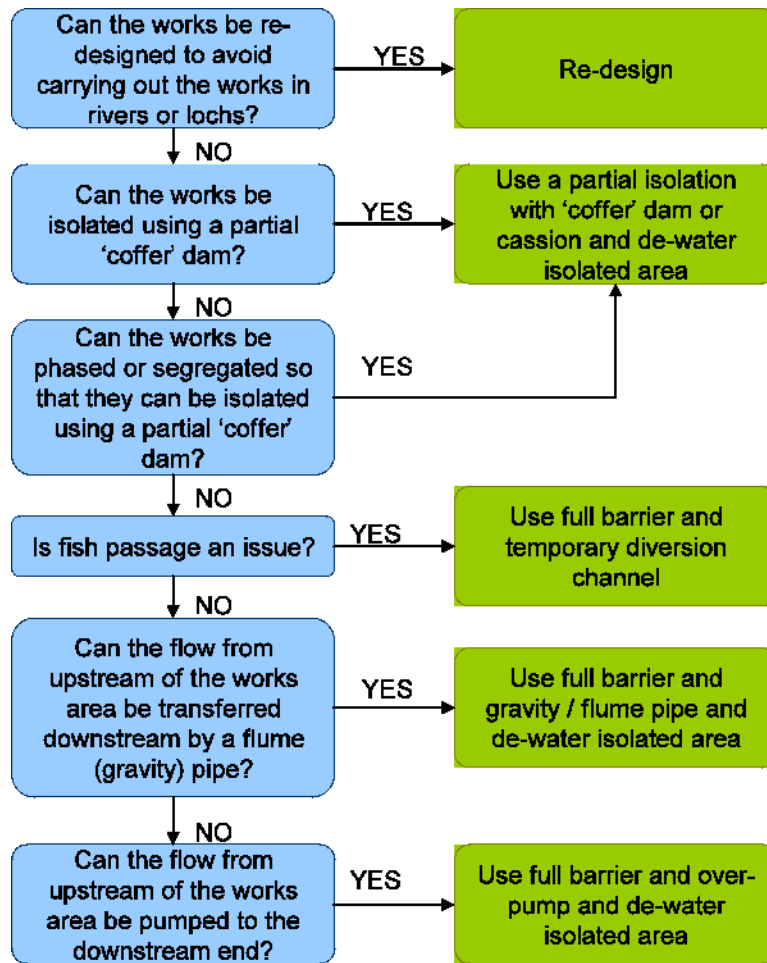 Can the works be re-
designed to avoid
carrying out the works in
rivers or lochs?
YES
Re-design
NO
Can the works be
isolated using a partial
‘coffer’ dam?
YES
Use a partial isolation
with ‘coffer’ dam or
cassion and de-water
isolated area
NO
Can the works be
phased or segregated so
that they can be isolated
using a partial ‘coffer’
dam?
YES
NO
Is fish passage an issue?
YES
Use full barrier and
temporary diversion
channel
NO
Can the flow from
upstream of the works
area be transferred
downstream by a flume
(gravity) pipe?
YES
Use full barrier and
gravity / flume pipe and
de-water isolated area
NO
Can the flow from
upstream of the works
area be pumped to the
downstream end?
YES
Use full barrier and over-
pump and de-water
isolated area